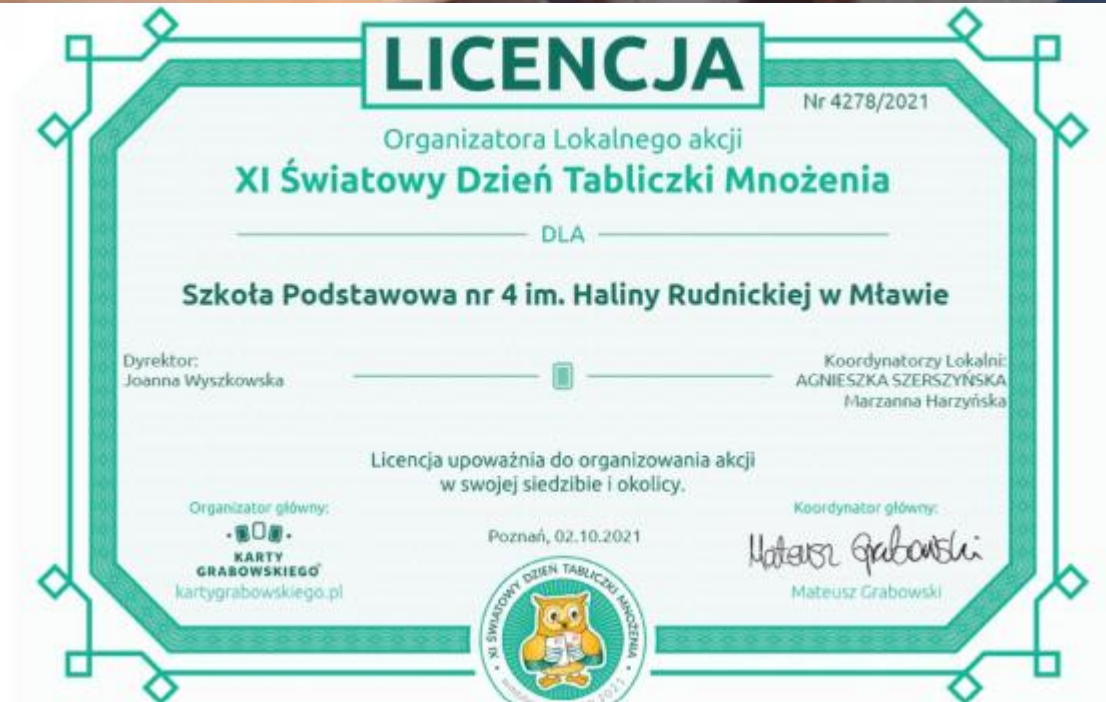 LICENCJA
Nr 4278/2021
Organizatora Lokalnego akcji
XI Światowy Dzień Tabliczki Mnożenia
DLA
Szkoła Podstawowa nr 4 im. Haliny Rudnickiej w Mławie
Dyrektor:
Joanna Wyszkowska
Koordynatorzy Lokalni:
AGNIESZKA SZERSZYŃSKA
Marzanna Harzyńska
Licencja upoważnia do organizowania akcji
w swojej siedzibie i okolicy.
Organizator główny:
KARTY
GRABOWSKIEGO
kartygrabowskiego.pl
Poznań, 02.10.2021
Koordynator główny:
Mateusz Grabowski
Mateusz Grabowski
XI ŚWIATOWY DZIEŃ TABLICZKI MNOŻENIA
2021